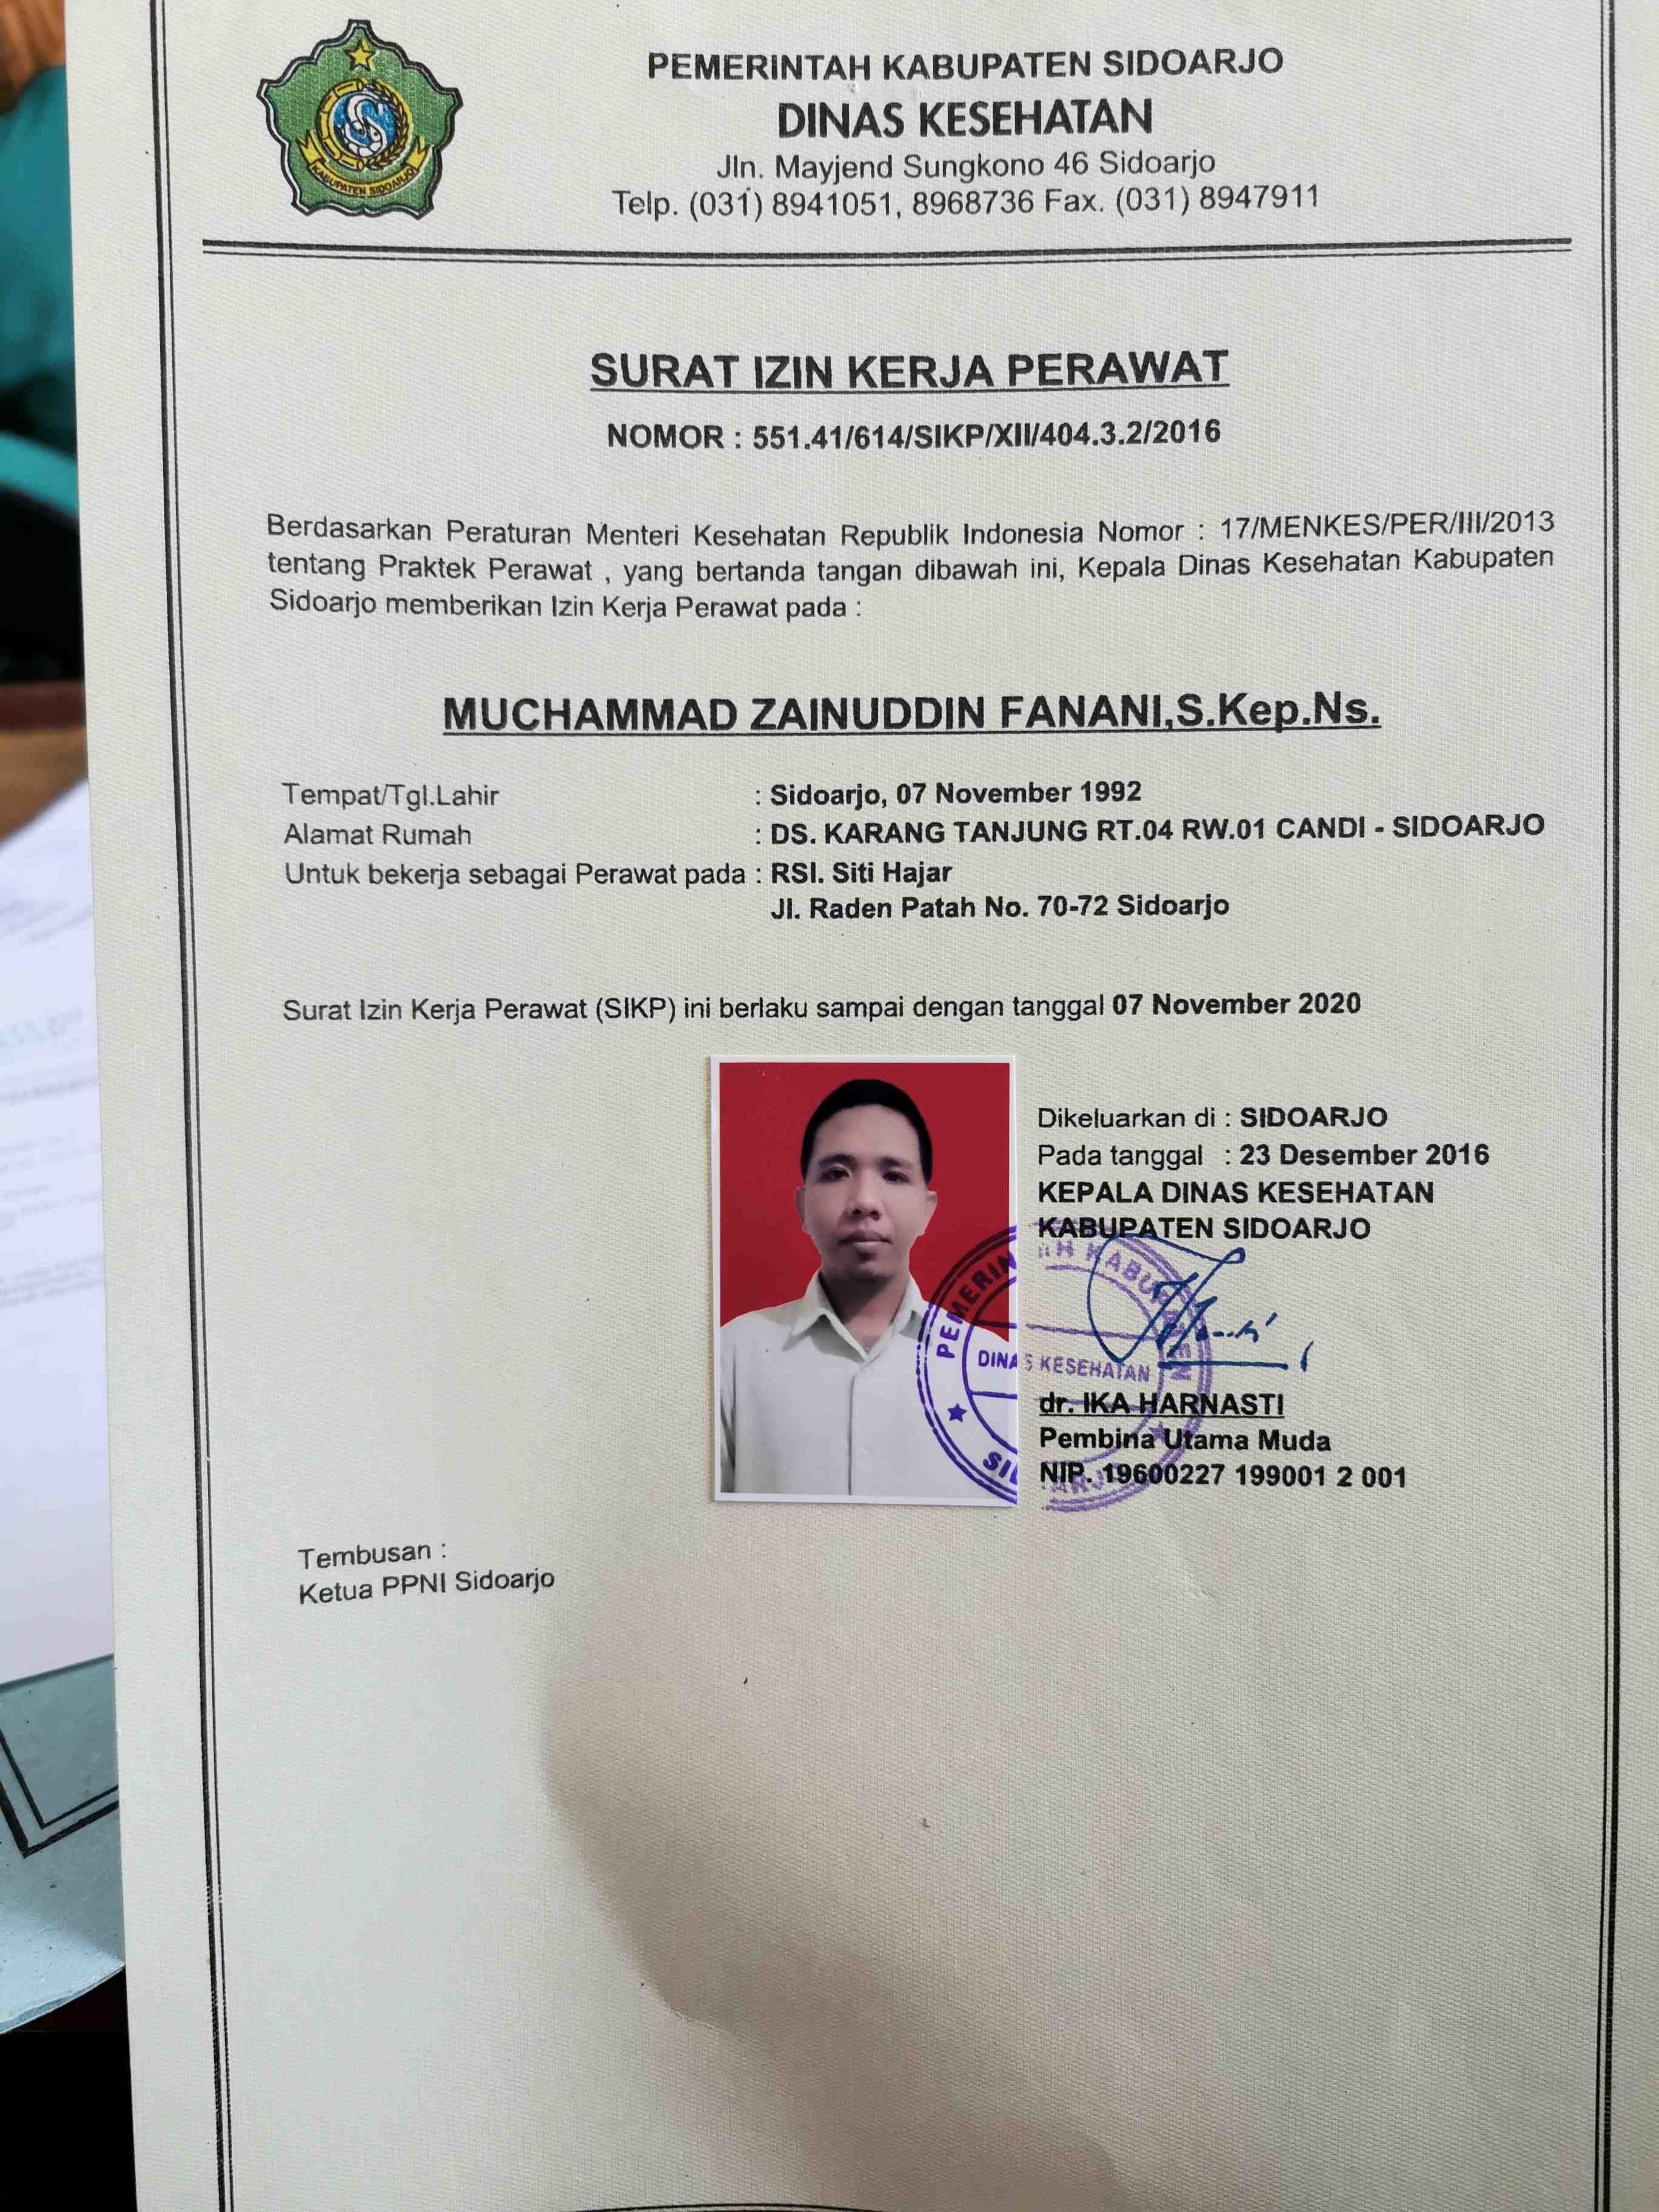 PEMERINTAH KABUPATEN SIDOARJO
DINAS KESEHATAN
Jln. Mayjend Sungkono 46 Sidoarjo
Telp. (031) 8941051, 8968736 Fax. (031) 8947911
KABUPATEN SIDOARJO
SURAT IZIN KERJA PERAWAT
NOMOR : 551.41/614/SIKP/XII/404.3.2/2016
Berdasarkan Peraturan Menteri Kesehatan Republik Indonesia Nomor : 17/MENKES/PER/III/2013
tentang Praktek Perawat , yang bertanda tangan dibawah ini, Kepala Dinas Kesehatan Kabupaten
Sidoarjo memberikan Izin Kerja Perawat pada :
MUCHAMMAD ZAINUDDIN FANANI,S.Kep.Ns.
Tempat/Tgl.Lahir : Sidoarjo, 07 November 1992
Alamat Rumah : DS. KARANG TANJUNG RT.04 RW.01 CANDI - SIDOARJO
Untuk bekerja sebagai Perawat pada : RSI. Siti Hajar
Jl. Raden Patah No. 70-72 Sidoarjo
Surat Izin Kerja Perawat (SIKP) ini berlaku sampai dengan tanggal 07 November 2020
Dikeluarkan di : SIDOARJO
Pada tanggal : 23 Desember 2016
KEPALA DINAS KESEHATAN
KABUPATEN SIDOARJO
DINAS KESEHATAN
dr. IKA HARNASTI
Pembina Utama Muda
NIP. 19600227 199001 2 001
Tembusan :
Ketua PPNI Sidoarjo